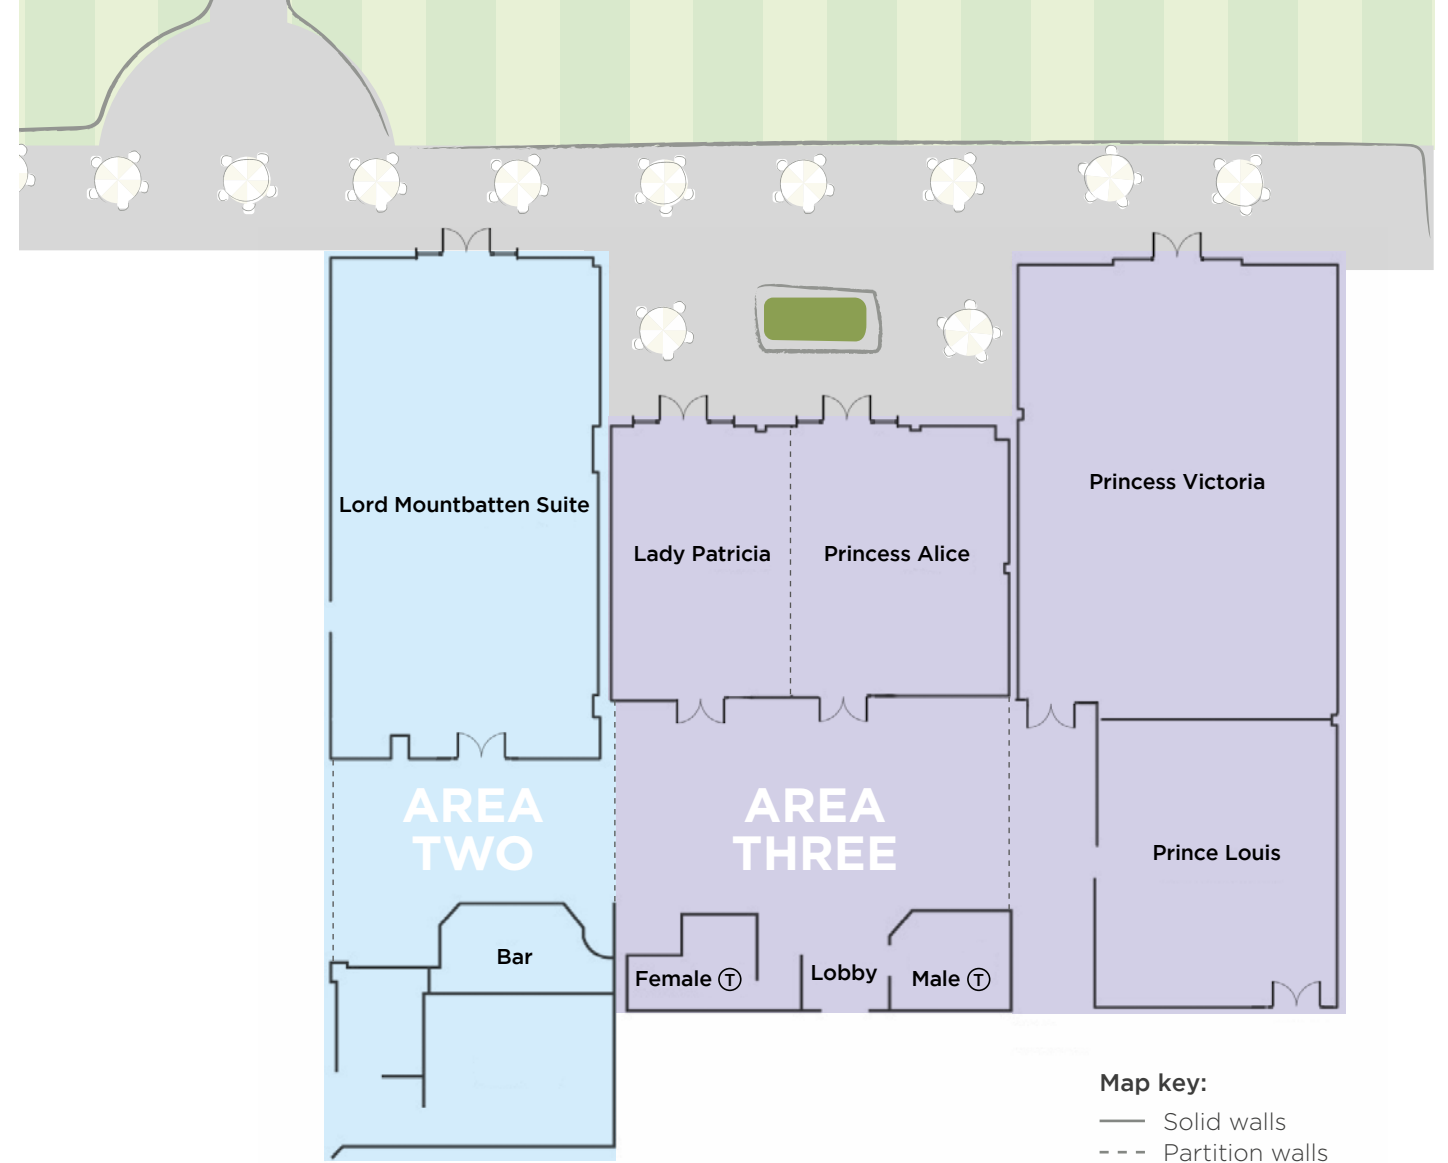 Lord Mountbatten Suite
Lady Patricia
Princess Alice
Princess Victoria
AREA
TWO
AREA
THREE
Prince Louis
Bar
Female Ⓣ
Lobby
Male Ⓣ
Map key:
Solid walls
Partition walls